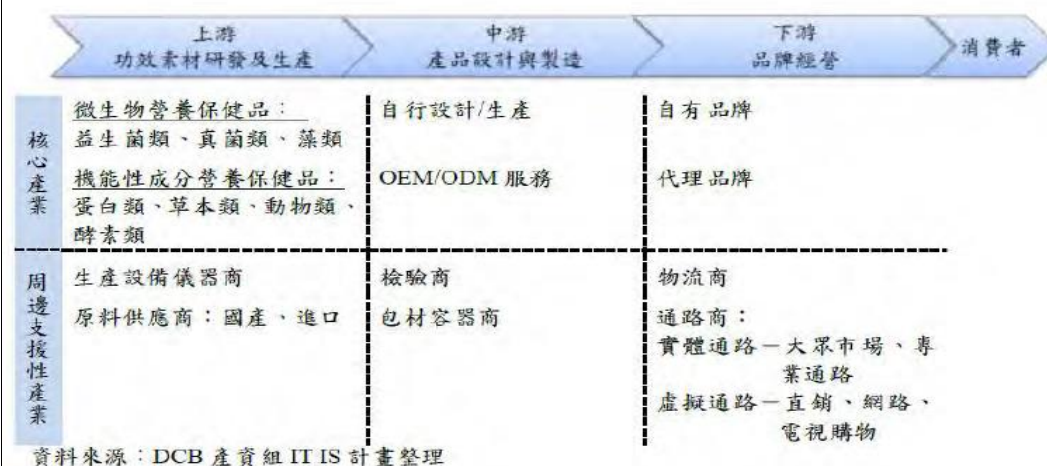 上游
功效素材研發及生產
中游
產品設計與製造
下游
品牌經營
消費者
核心產業
微生物營養保健品：
益生菌類、真菌類、藻類
機能性成分營養保健品：
蛋白類、草本類、動物類、
酵素類
自行設計/生產
OEM/ODM 服務
自有品牌
代理品牌
周邊支援性產業
生產設備儀器商
原料供應商：國產、進口
檢驗商
包材容器商
物流商
通路商：
實體通路－大眾市場、專
業通路
虛擬通路－直銷、網路、
電視購物
資料來源：DCB 產資組 IT IS 計畫整理